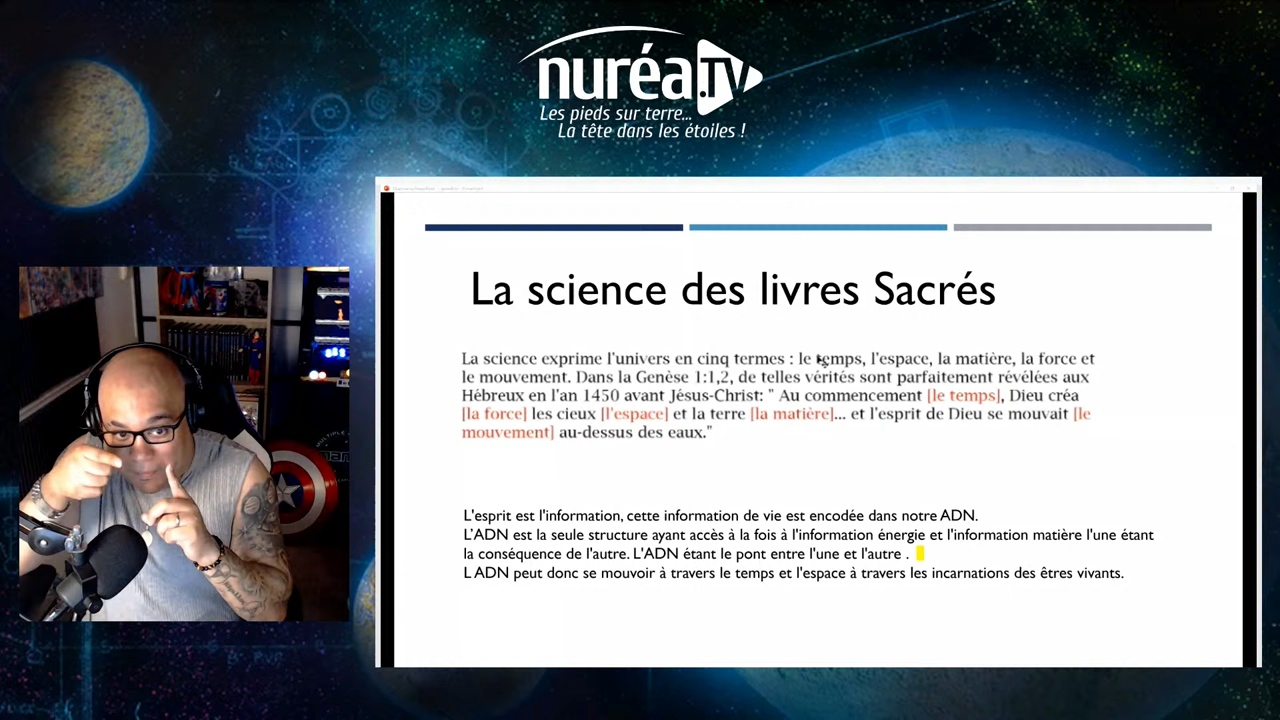 nuréa.TV
Les pieds sur terre...
La tête dans les étoiles !
La science des livres Sacrés
La science exprime l'univers en cinq termes : le temps, l'espace, la matière, la force et
le mouvement. Dans la Genèse 1:1,2, de telles vérités sont parfaitement révélées aux
Hébreux en l'an 1450 avant Jésus-Christ: " Au commencement [le temps], Dieu créa
[la force] les cieux [l'espace] et la terre [la matière]... et l'esprit de Dieu se mouvait [le
mouvement] au-dessus des eaux."
L'esprit est l'information, cette information de vie est encodée dans notre ADN.
L'ADN est la seule structure ayant accès à la fois à l'information énergie et l'information matière l'une étant
la conséquence de l'autre. L'ADN étant le pont entre l'une et l'autre .
L ADN peut donc se mouvoir à travers le temps et l'espace à travers les incarnations des êtres vivants.